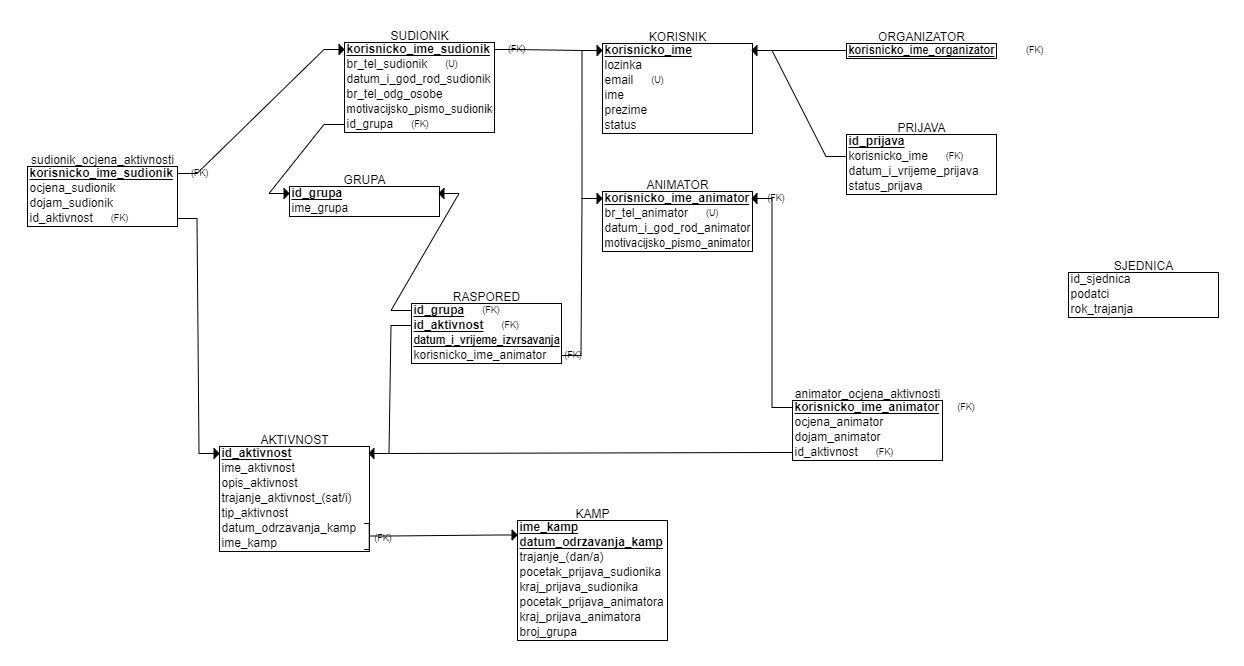 SUDIONIK
korisnicko_ime_sudionik (FK)
br_tel_sudionik (U)
datum_i_god_rod_sudionik
br_tel_odg_osobe
motivacijsko_pismo_sudionik
id_grupa (FK)
KORISNIK
korisnicko_ime
lozinka
email (U)
ime
prezime
status
ORGANIZATOR
korisnicko_ime_organizator (FK)
PRIJAVA
id_prijava
korisnicko_ime (FK)
datum_i_vrijeme_prijava
status_prijava
sudionik_ocjena_aktivnosti
korisnicko_ime_sudionik (FK)
ocjena_sudionik
dojam_sudionik
id_aktivnost (FK)
GRUPA
id_grupa
ime_grupa
ANIMATOR
korisnicko_ime_animator (FK)
br_tel_animator (U)
datum_i_god_rod_animator
motivacijsko_pismo_animator
SJEDNICA
id_sjednica
podatci
rok_trajanja
RASPORED
id_grupa (FK)
id_aktivnost (FK)
datum_i_vrijeme_izvrsavanja
korisnicko_ime_animator (FK)
animator_ocjena_aktivnosti
korisnicko_ime_animator (FK)
ocjena_animator
dojam_animator
id_aktivnost (FK)
AKTIVNOST
id_aktivnost
ime_aktivnost
opis_aktivnost
trajanje_aktivnost_(sat/i)
tip_aktivnost
datum_odrzavanja_kamp
ime_kamp
(FK)
KAMP
ime_kamp
datum_odrzavanja_kamp
trajanje_(dan/a)
pocetak_prijava_sudionika
kraj_prijava_sudionika
pocetak_prijava_animatora
kraj_prijava_animatora
broj_grupa